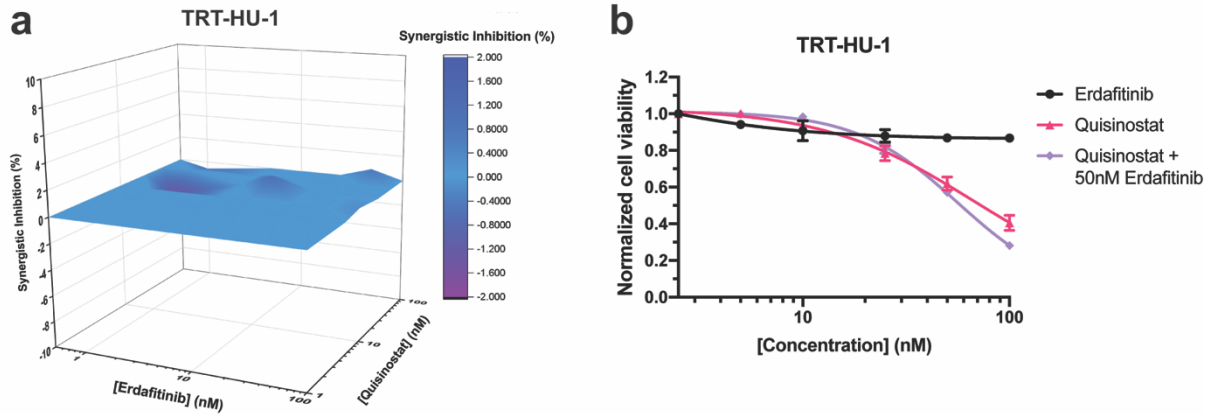 a
TRT-HU-1
Synergistic Inhibition (%)
2.000
1.600
1.200
0.8000
0.4000
0.000
-0.4000
-0.8000
-1.200
-1.600
-2.000
Synergistic Inhibition (%)
10
8
6
4
2
0
-2
-4
-6
-8
-10
1
10
100
[Erdafitinib] (nM)
1
10
100
[Quisinostat] (nM)
b
TRT-HU-1
Normalized cell viability
1.2
1.0
0.8
0.6
0.4
0.2
0.0
10
100
[Concentration] (nM)
Erdafitinib
Quisinostat
Quisinostat +
50nM Erdafitinib